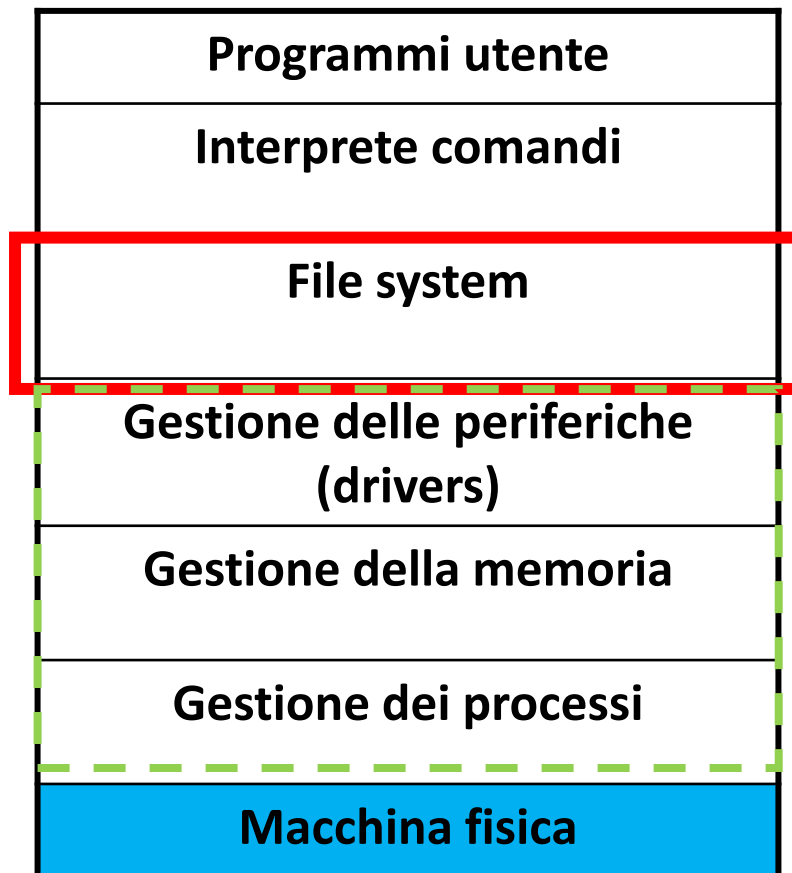 Programmi utente
Interprete comandi
File system
Gestione delle periferiche
(drivers)
Gestione della memoria
Gestione dei processi
Macchina fisica